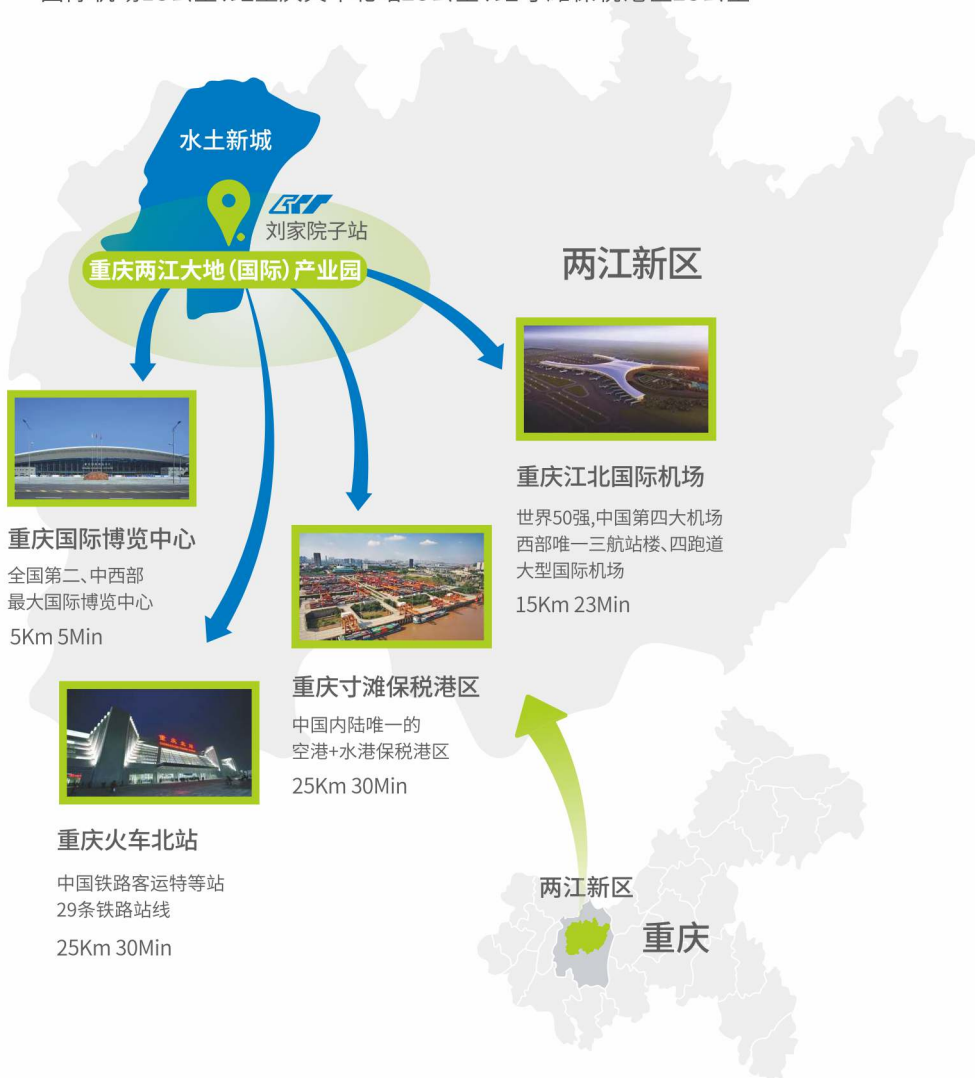 水土新城
刘家院子站
重庆两江大地(国际)产业园
两江新区
重庆江北国际机场
世界50强,中国第四大机场
西部唯一三航站楼、四跑道
大型国际机场
15Km 23Min
重庆国际博览中心
全国第二、中西部
最大国际博览中心
5Km 5Min
重庆寸滩保税港区
中国内陆唯一的
空港+水港保税港区
25Km 30Min
重庆北站
重庆火车北站
中国铁路客运特等站
29条铁路站线
25Km 30Min
两江新区
重庆